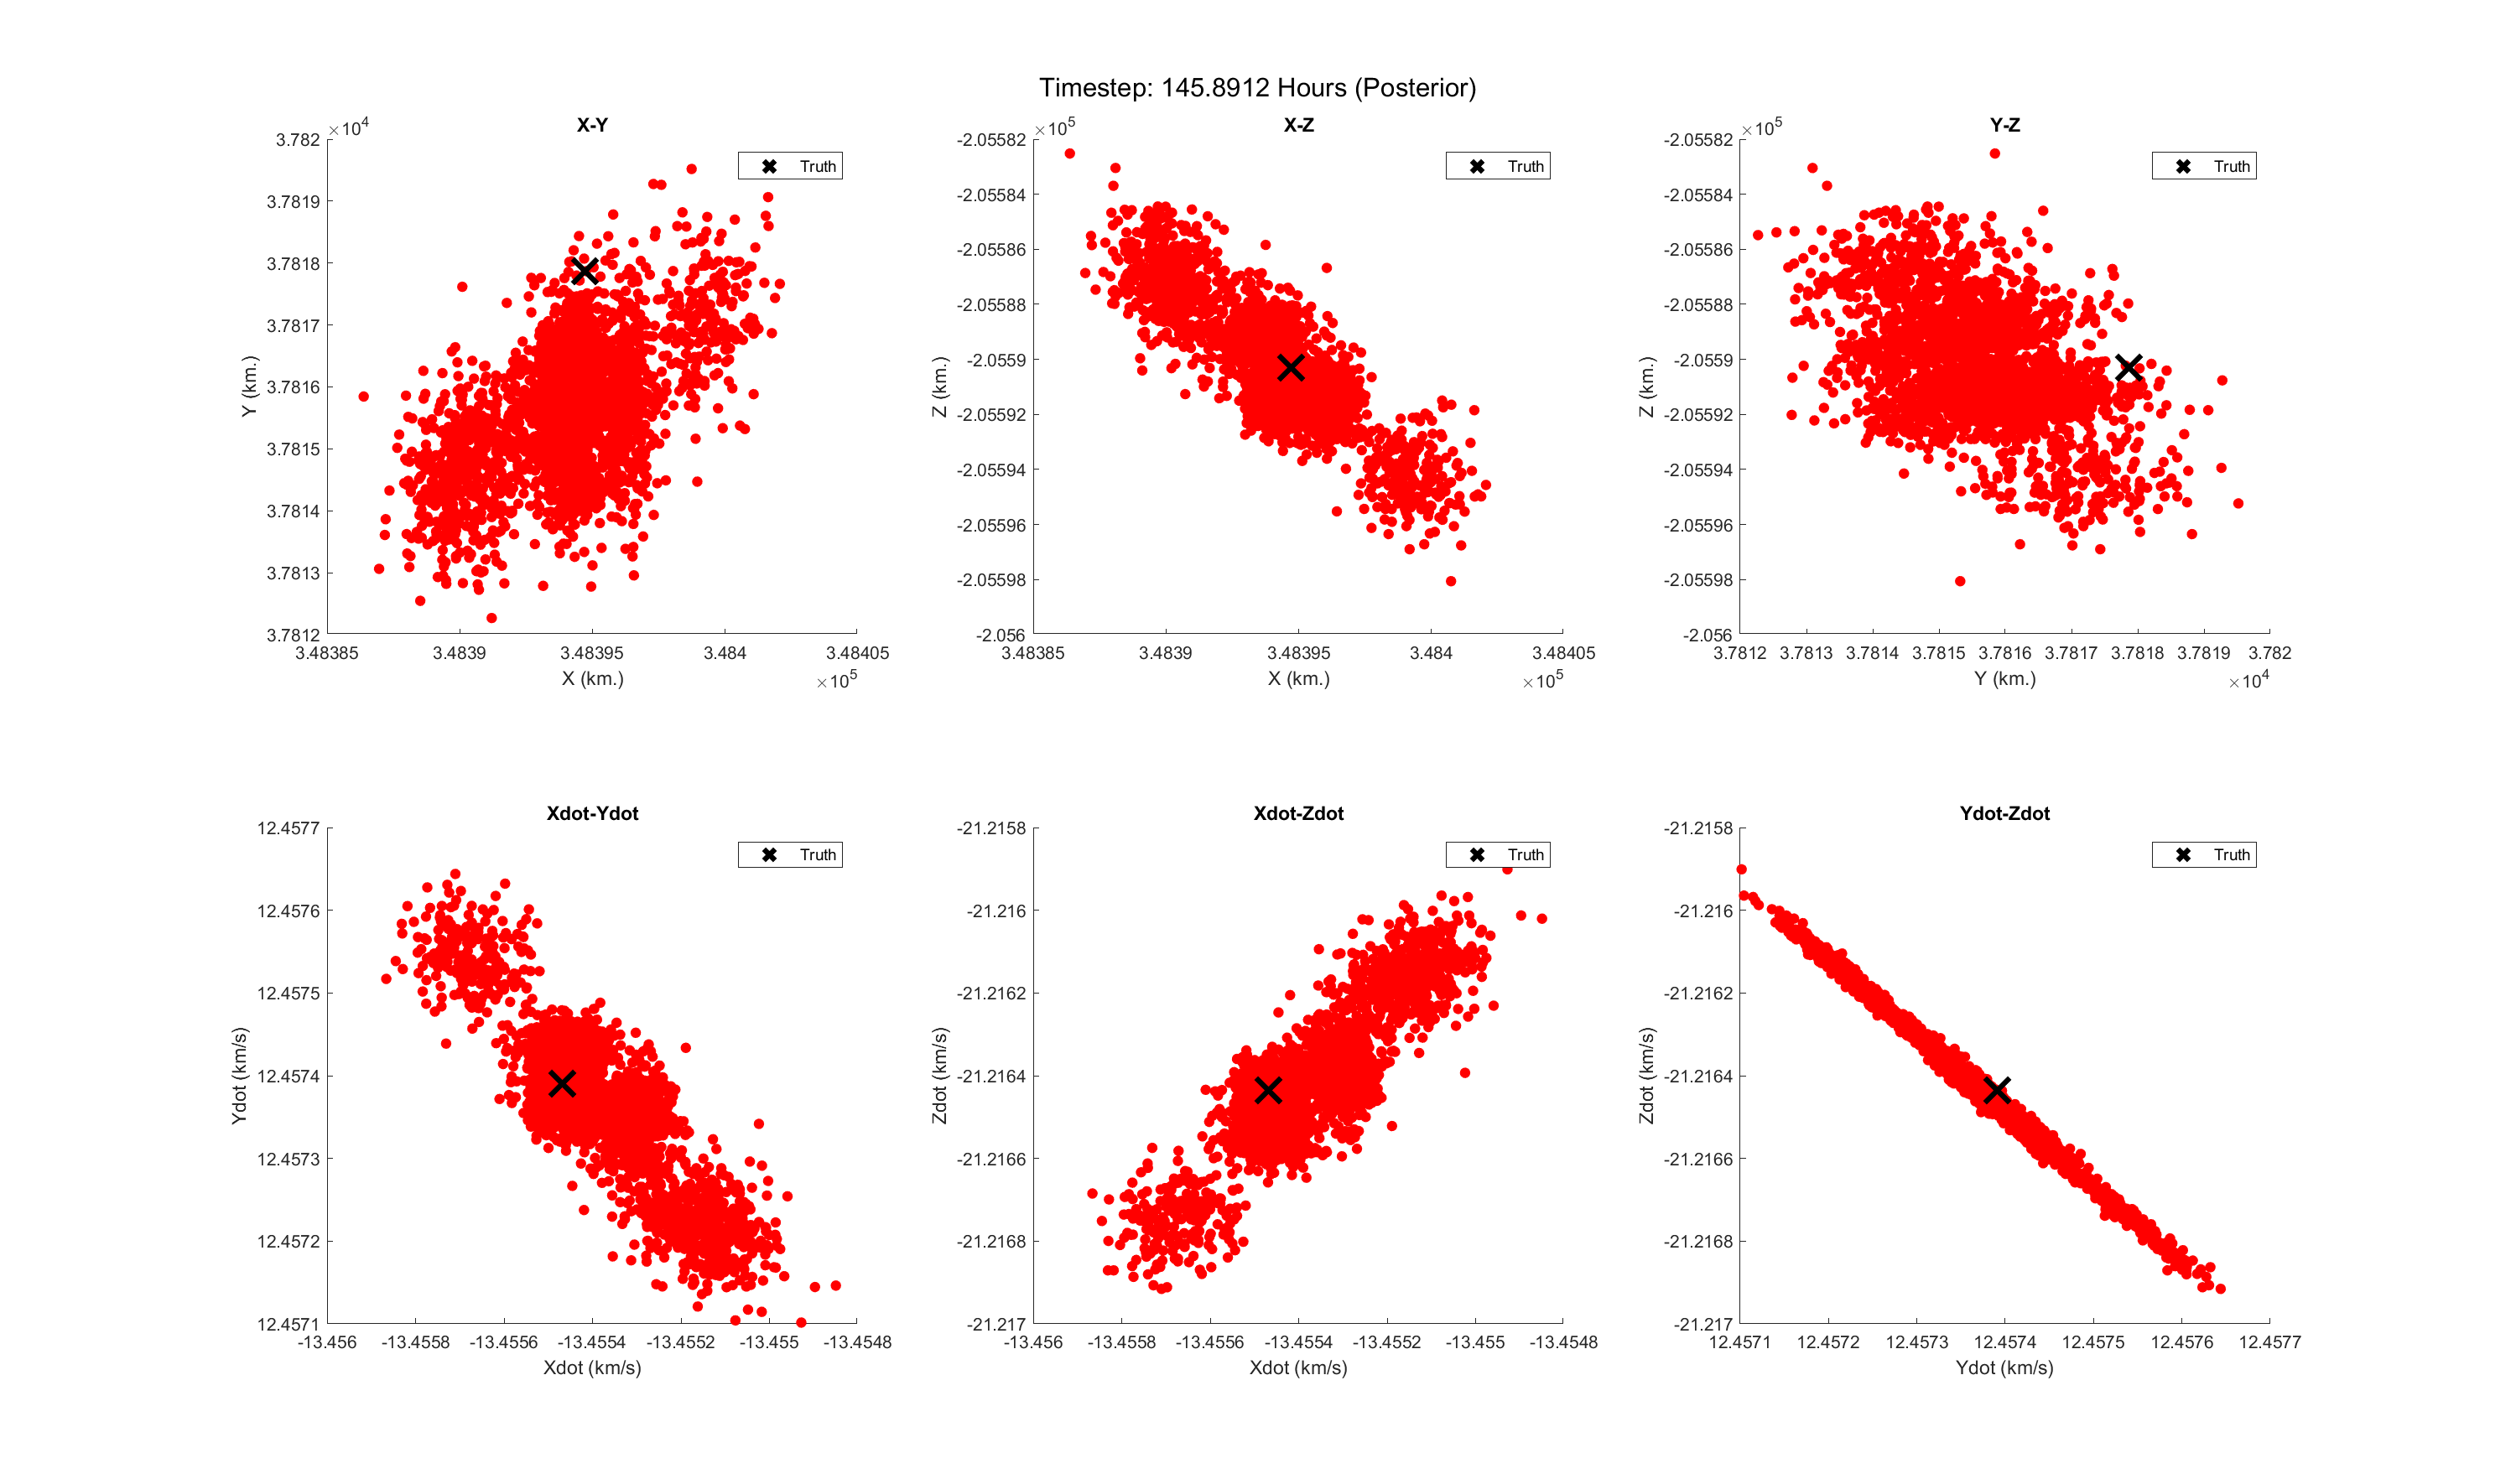 Timestep: 145.8912 Hours (Posterior)
X-Y
×10^4
3.782
3.7819
3.7818
3.7817
3.7816
3.7815
3.7814
3.7813
3.7812
Y (km.)
Truth
3.48385 3.4839 3.48395 3.484 3.48405
X (km.)
×10^5
X-Z
×10^5
-2.05582
-2.05584
-2.05586
-2.05588
-2.0559
-2.05592
-2.05594
-2.05596
-2.05598
-2.056
Z (km.)
Truth
3.48385 3.4839 3.48395 3.484 3.48405
X (km.)
×10^5
Y-Z
×10^5
-2.05582
-2.05584
-2.05586
-2.05588
-2.0559
-2.05592
-2.05594
-2.05596
-2.05598
-2.056
Z (km.)
Truth
3.7812 3.7813 3.7814 3.7815 3.7816 3.7817 3.7818 3.7819 3.782
Y (km.)
×10^4
Xdot-Ydot
12.4577
12.4576
12.4575
12.4574
12.4573
12.4572
12.4571
Ydot (km/s)
Truth
-13.456 -13.4558 -13.4556 -13.4554 -13.4552 -13.455 -13.4548
Xdot (km/s)
Xdot-Zdot
-21.2158
-21.216
-21.2162
-21.2164
-21.2166
-21.2168
-21.217
Zdot (km/s)
Truth
-13.456 -13.4558 -13.4556 -13.4554 -13.4552 -13.455 -13.4548
Xdot (km/s)
Ydot-Zdot
-21.2158
-21.216
-21.2162
-21.2164
-21.2166
-21.2168
-21.217
Zdot (km/s)
Truth
12.4571 12.4572 12.4573 12.4574 12.4575 12.4576 12.4577
Ydot (km/s)